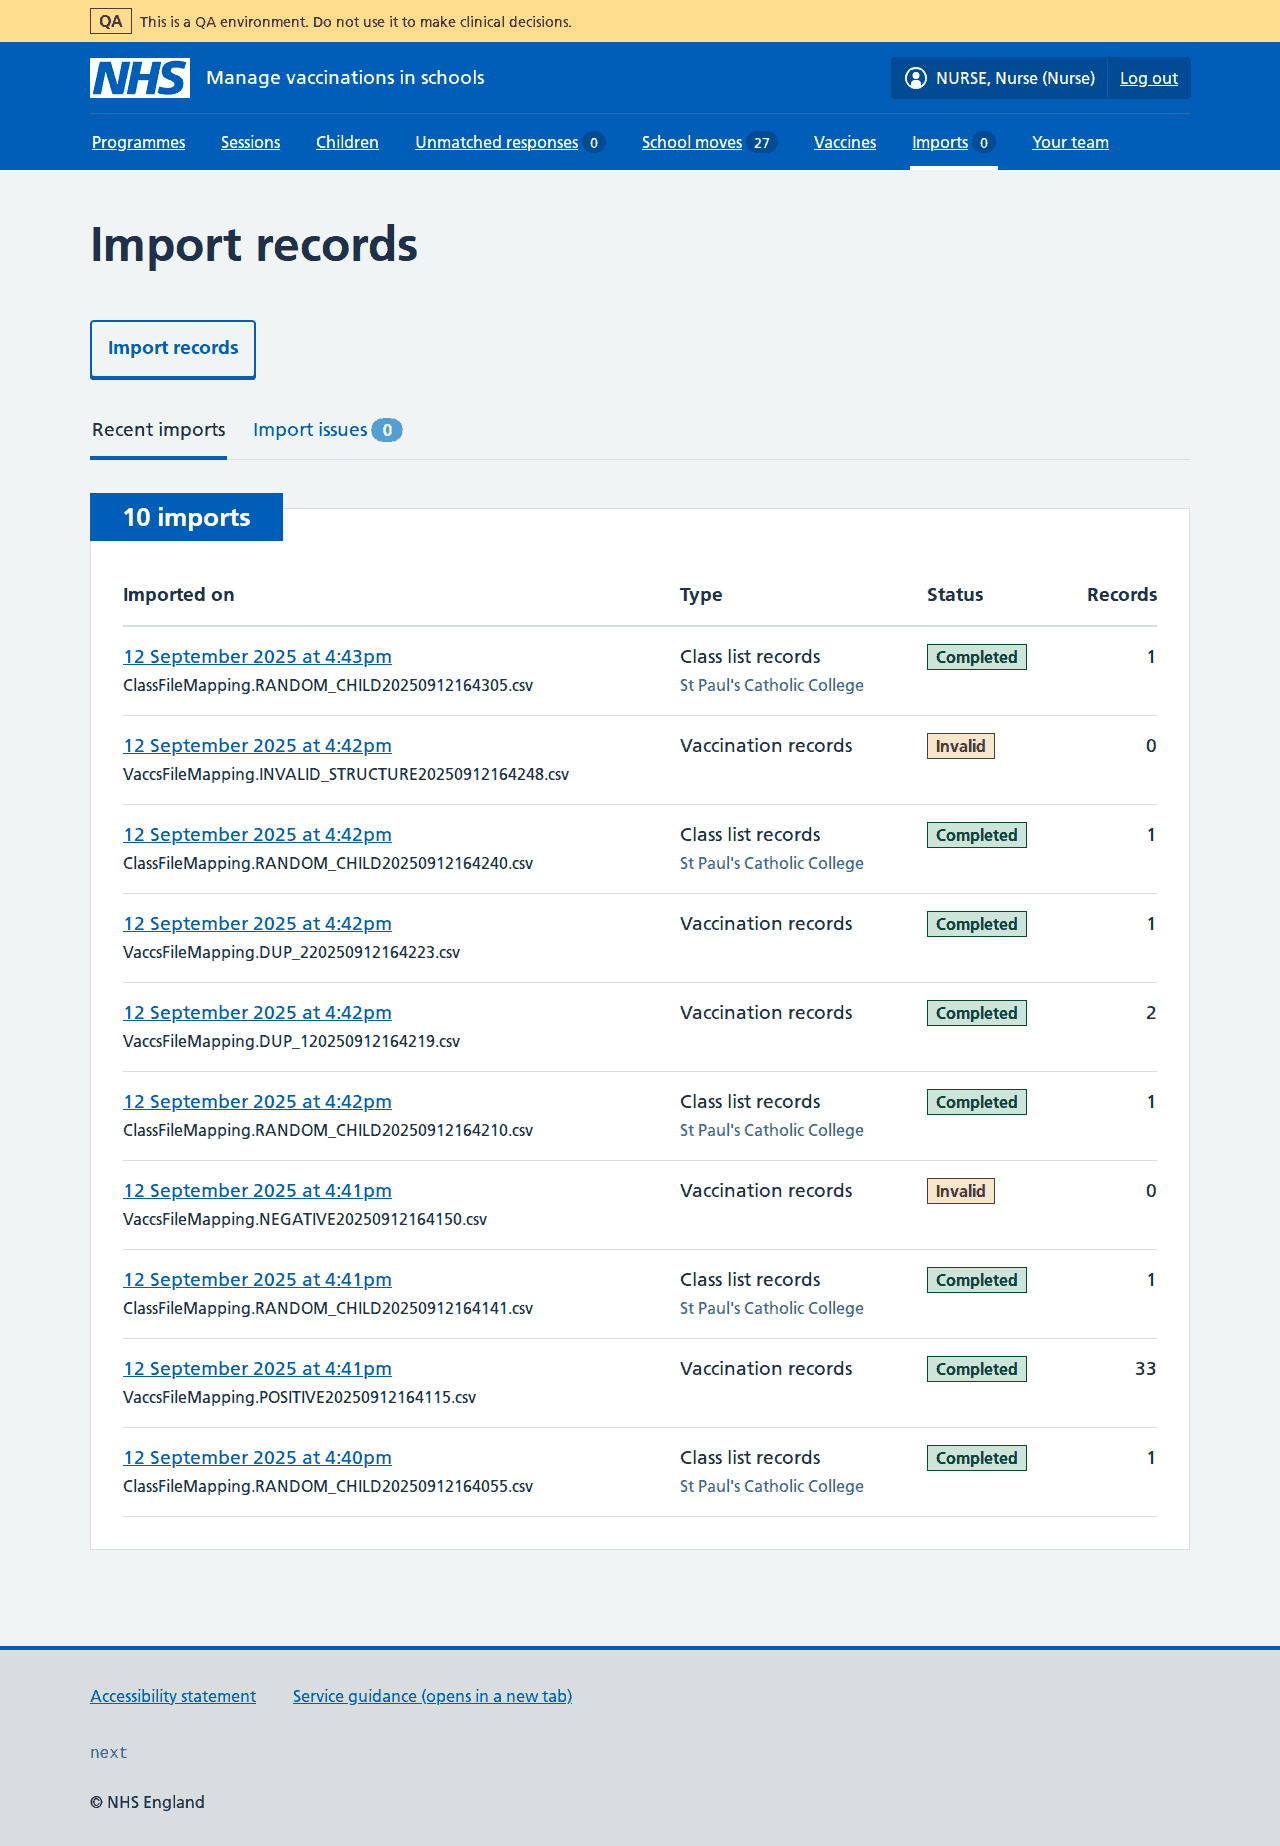 QA This is a QA environment. Do not use it to make clinical decisions.
NHS Manage vaccinations in schools NURSE, Nurse (Nurse) Log out
Programmes Sessions Children Unmatched responses 0 School moves 27 Vaccines Imports 0 Your team
Import records
Import records
Recent imports Import issues 0
10 imports
Imported on Type Status Records
12 September 2025 at 4:43pm Class list records Completed 1
ClassFileMapping.RANDOM_CHILD20250912164305.csv St Paul's Catholic College
12 September 2025 at 4:42pm Vaccination records Invalid 0
VaccsFileMapping.INVALID_STRUCTURE20250912164248.csv
12 September 2025 at 4:42pm Class list records Completed 1
ClassFileMapping.RANDOM_CHILD20250912164240.csv St Paul's Catholic College
12 September 2025 at 4:42pm Vaccination records Completed 1
VaccsFileMapping.DUP_220250912164223.csv
12 September 2025 at 4:42pm Vaccination records Completed 2
VaccsFileMapping.DUP_120250912164219.csv
12 September 2025 at 4:42pm Class list records Completed 1
ClassFileMapping.RANDOM_CHILD20250912164210.csv St Paul's Catholic College
12 September 2025 at 4:41pm Vaccination records Invalid 0
VaccsFileMapping.NEGATIVE20250912164150.csv
12 September 2025 at 4:41pm Class list records Completed 1
ClassFileMapping.RANDOM_CHILD20250912164141.csv St Paul's Catholic College
12 September 2025 at 4:41pm Vaccination records Completed 33
VaccsFileMapping.POSITIVE20250912164115.csv
12 September 2025 at 4:40pm Class list records Completed 1
ClassFileMapping.RANDOM_CHILD20250912164055.csv St Paul's Catholic College
Accessibility statement Service guidance (opens in a new tab)
next
© NHS England